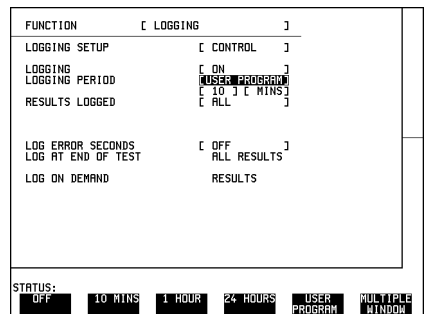 FUNCTION [ LOGGING ]
LOGGING SETUP [ CONTROL ]
LOGGING [ ON ]
LOGGING PERIOD [USER PROGRAM]
[ 10 ] [ MINS]
RESULTS LOGGED [ ALL ]
LOG ERROR SECONDS [ OFF ]
LOG AT END OF TEST ALL RESULTS
LOG ON DEMAND RESULTS
STATUS:
OFF 10 MINS 1 HOUR 24 HOURS USER PROGRAM MULTIPLE WINDOW